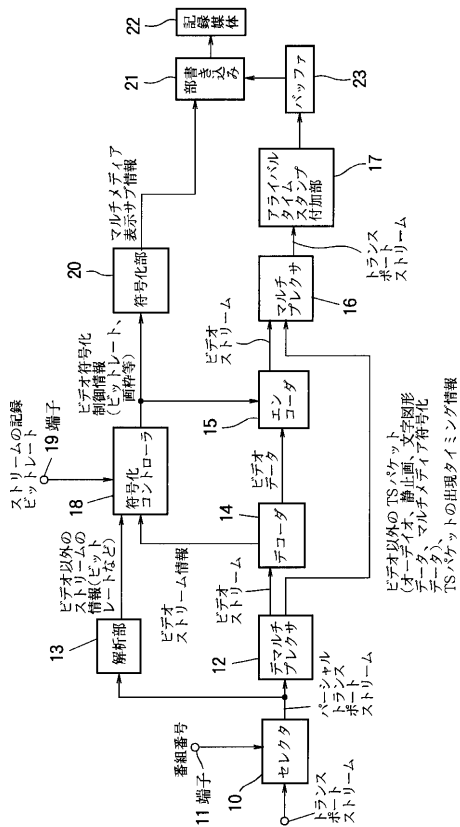 トランス
ポート
ストリーム
セレクタ
10
番組番号
11 端子
パーシャル
トランス
ポート
ストリーム
解析部
13
デマルチ
プレクサ
12
ビデオ以外の
ストリームの
情報(ビット
レートなど)
ビデオ
ストリーム情報
ビデオ
ストリーム
デコーダ
14
ビデオ
データ
ストリームの記録
ビットレート
19 端子
符号化
コントローラ
18
エンコーダ
15
ビデオ符号化
制御情報
(ビットレート、
画枠等)
ビデオ
ストリーム
ビデオ以外のTSパケット
(オーディオ、静止画、文字図形
データ、マルチメディア符号化
データ)、
TSパケットの出現タイミング情報
符号化部
20
マルチ
プレクサ
16
トランス
ポート
ストリーム
マルチメディア
表示サブ情報
アライバル
タイム
スタンプ
付加部
17
部書き込み
21
バッファ
23
記録
媒体
22